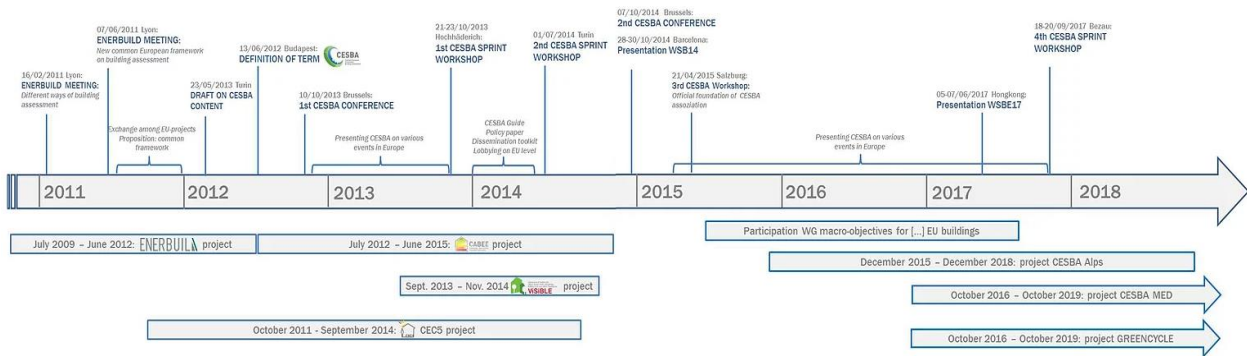 16/02/2011 Lyon:
ENERBUILD MEETING:
Different ways of building
assessment
07/06/2011 Lyon:
ENERBUILD MEETING:
New common European framework
on building assessment
Exchange among EU-projects
Proposition: common
framework
23/05/2013 Turin
DRAFT ON CESBA
CONTENT
13/06/2012 Budapest:
DEFINITION OF TERM
CESBA
10/10/2013 Brussels:
1st CESBA CONFERENCE
Presenting CESBA on various
events in Europe
21-23/10/2013
Hochhäderich:
1st CESBA SPRINT
WORKSHOP
CESBA Guide
Policy paper
Dissemination toolkit
Lobbying on EU level
01/07/2014 Turin
2nd CESBA SPRINT
WORKSHOP
07/10/2014 Brussels:
2nd CESBA CONFERENCE
28-30/10/2014 Barcelona:
Presentation WSB14
21/04/2015 Salzburg:
3rd CESBA Workshop:
Official foundation of CESBA
assoziation
Presenting CESBA on various
events in Europe
05-07/06/2017 Hongkong:
Presentation WSBE17
18-20/09/2017 Bezau:
4th CESBA SPRINT
WORKSHOP
2011 2012 2013 2014 2015 2016 2017 2018
July 2009 – June 2012: ENERBUILD project
July 2012 – June 2015: CABEE project
Sept. 2013 – Nov. 2014 VISIBLE project
October 2011 - September 2014: CEC5 project
Participation WG macro-objectives for [...] EU buildings
December 2015 – December 2018: project CESBA Alps
October 2016 – October 2019: project CESBA MED
October 2016 – October 2019: project GREENCYCLE